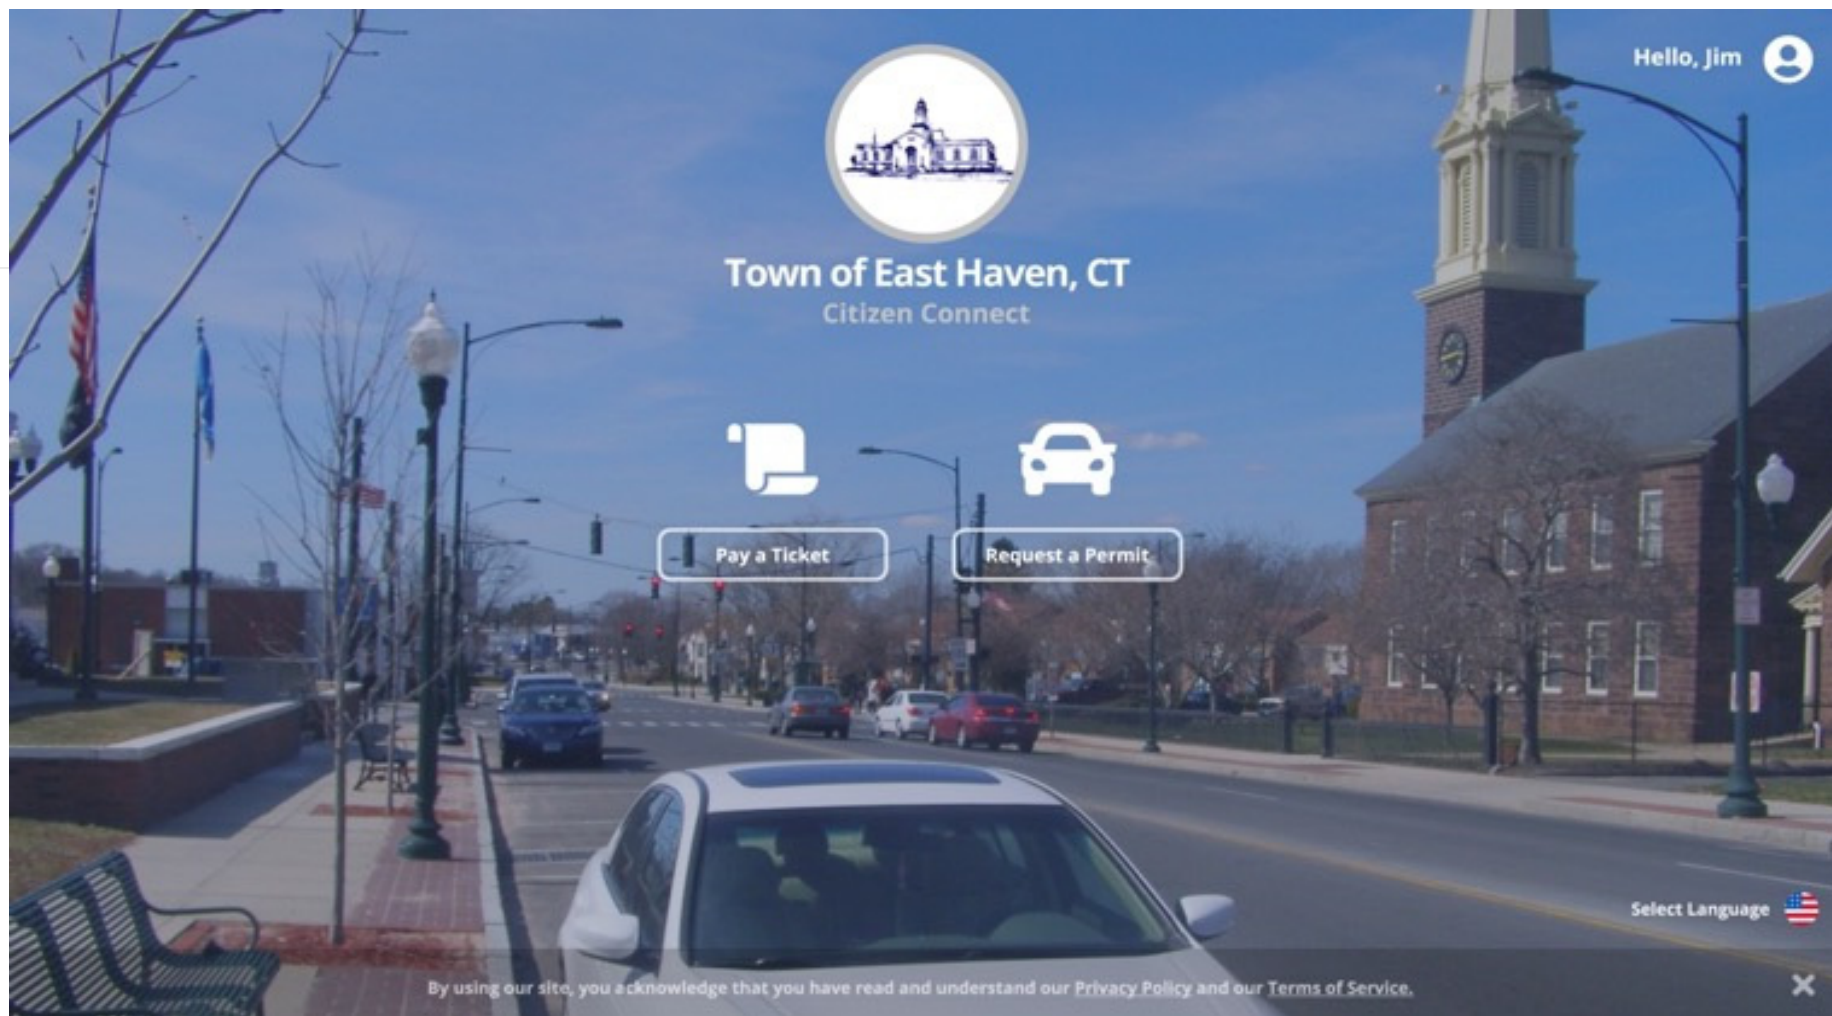 Hello, Jim
Town of East Haven, CT
Citizen Connect
Pay a Ticket
Request a Permit
Select Language
By using our site, you acknowledge that you have read and understand our Privacy Policy and our Terms of Service.